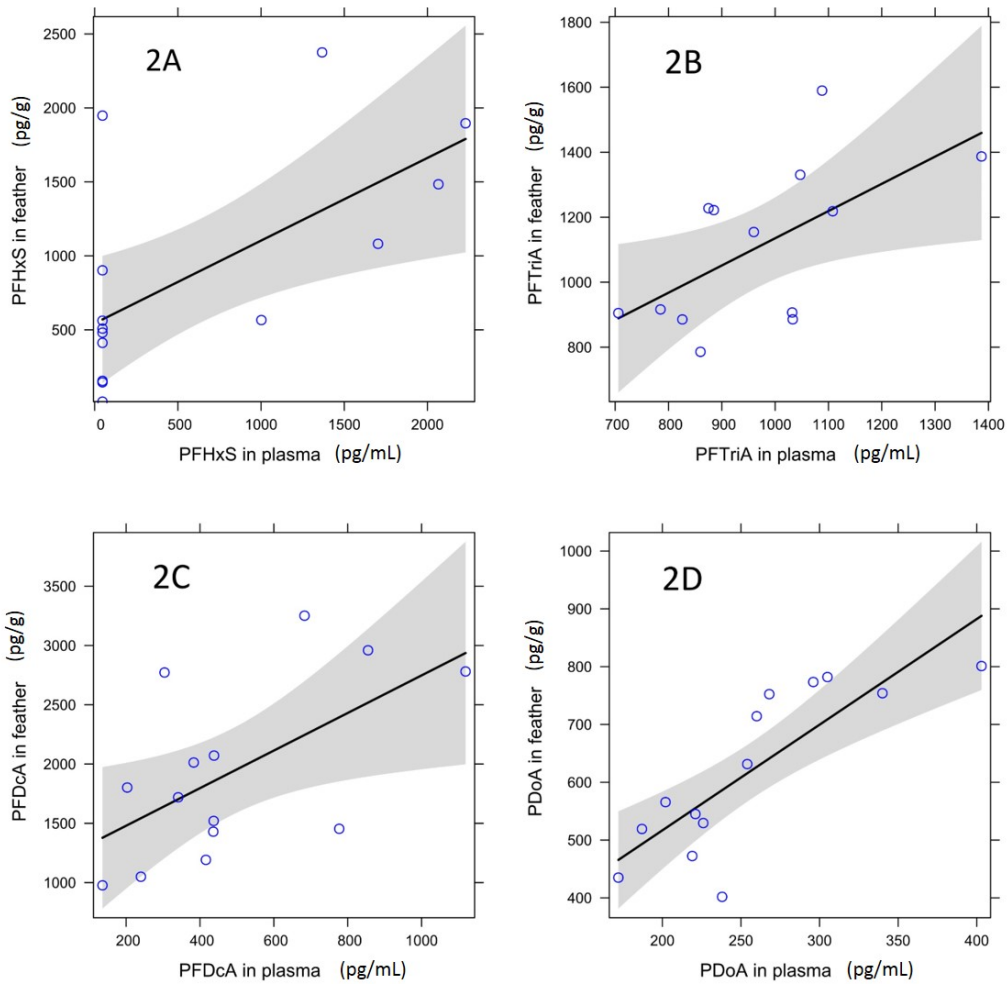 2A
2500
2000
1500
1000
500
0 500 1000 1500 2000
PFHxS in feather (pg/g)
PFHxS in plasma (pg/mL)
2B
1800
1600
1400
1200
1000
800
700 800 900 1000 1100 1200 1300 1400
PFTriA in feather (pg/g)
PFTriA in plasma (pg/mL)
2C
3500
3000
2500
2000
1500
1000
200 400 600 800 1000
PFDcA in feather (pg/g)
PFDcA in plasma (pg/mL)
2D
1000
900
800
700
600
500
400
200 250 300 350 400
PDoA in feather (pg/g)
PDoA in plasma (pg/mL)